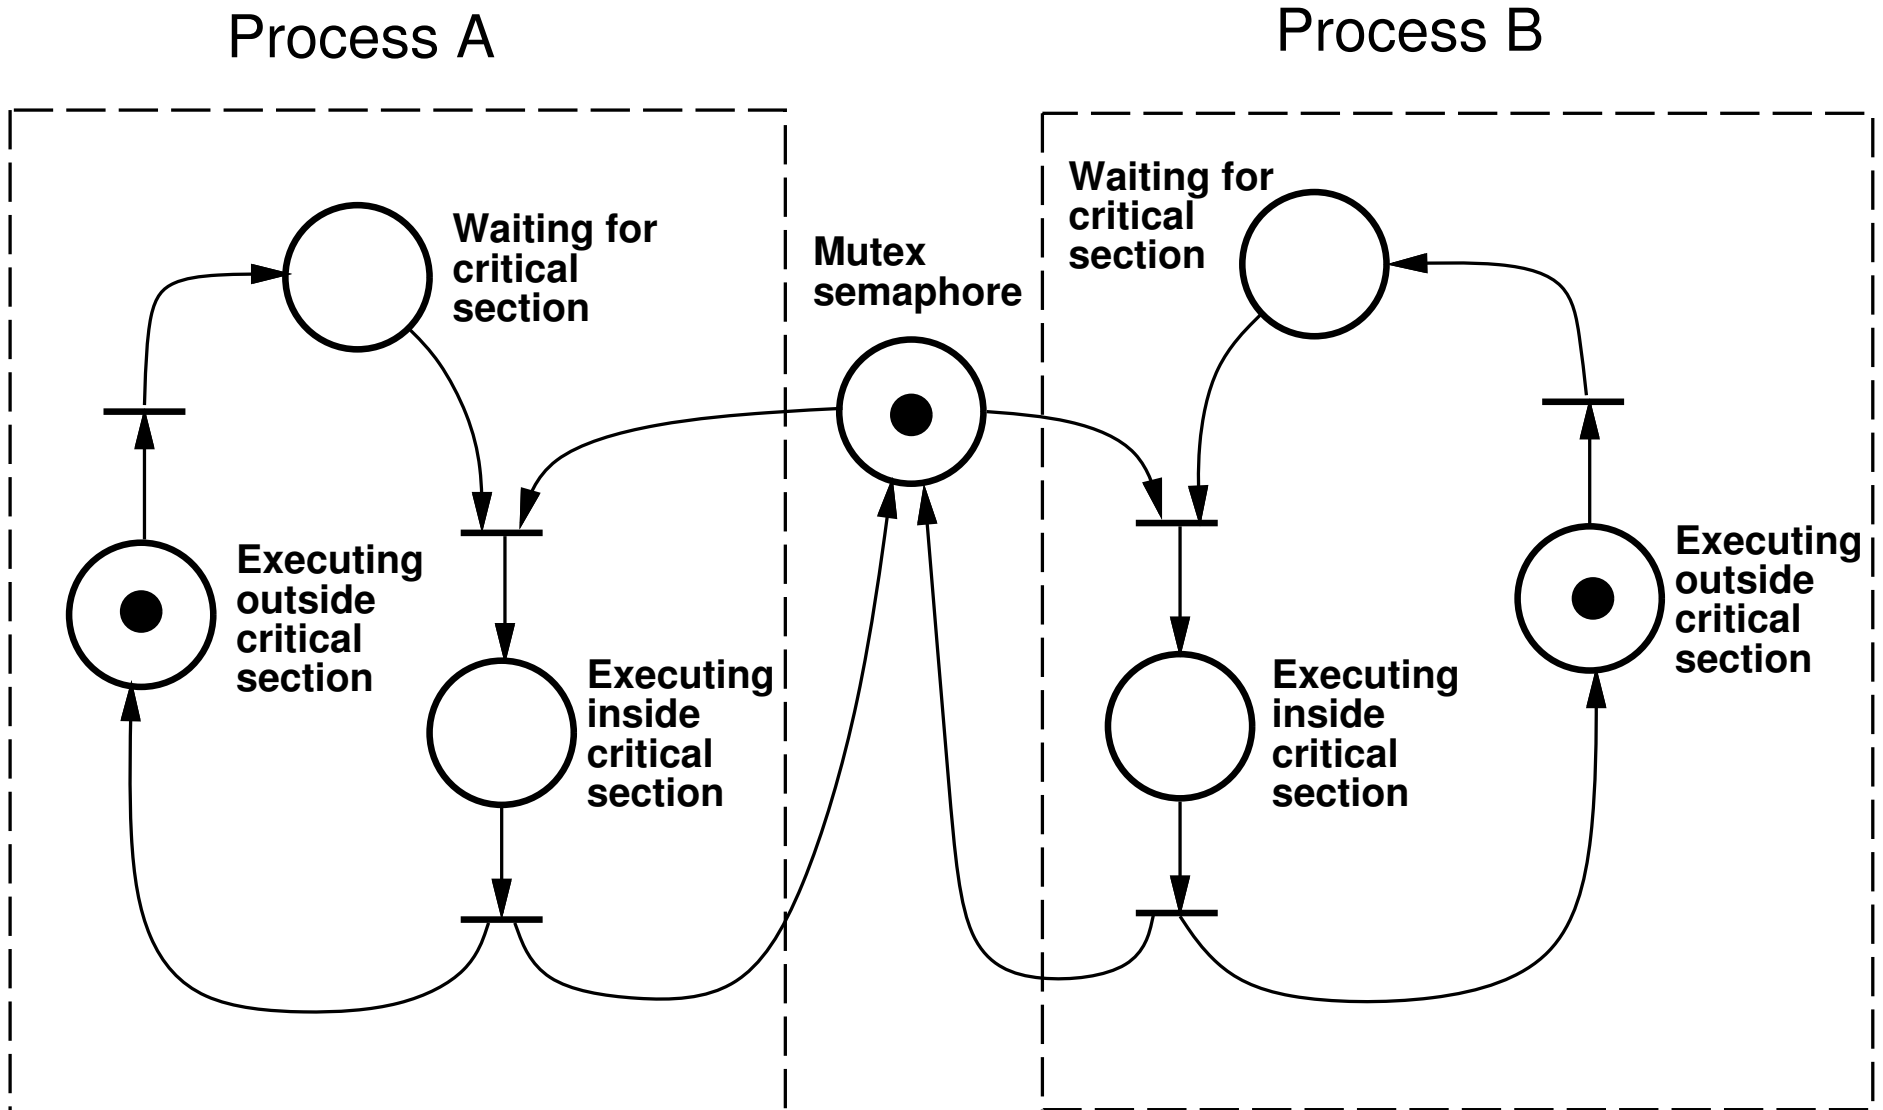 Process A
Process B
Waiting for
critical
section
Mutex
semaphore
Waiting for
critical
section
Executing
outside
critical
section
Executing
inside
critical
section
Executing
inside
critical
section
Executing
outside
critical
section